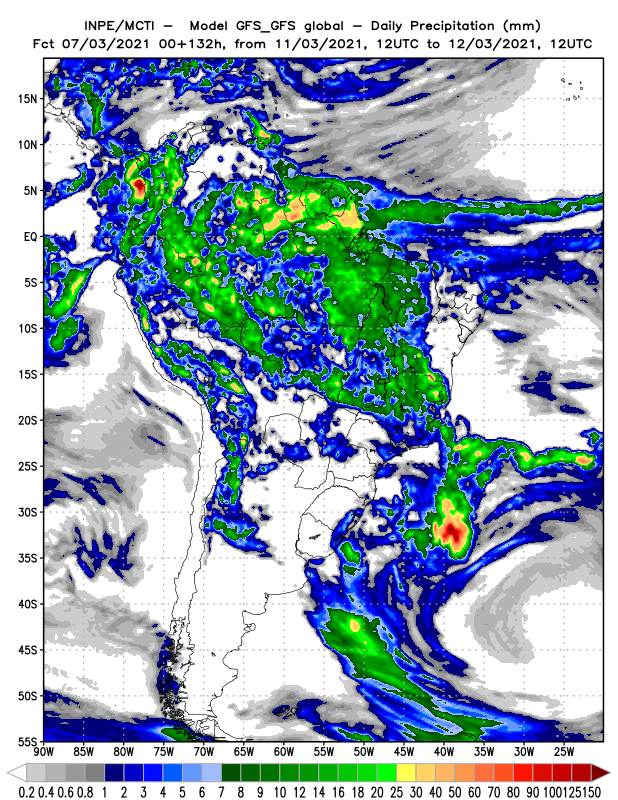 INPE/MCTI – Model GFS_GFS global – Daily Precipitation (mm)
Fct 07/03/2021 00+132h, from 11/03/2021, 12UTC to 12/03/2021, 12UTC
15N
10N
5N
EQ
5S
10S
15S
20S
25S
30S
35S
40S
45S
50S
55S
90W 85W 80W 75W 70W 65W 60W 55W 50W 45W 40W 35W 30W 25W
0.2 0.4 0.6 0.8 1 2 3 4 5 6 7 8 9 10 12 14 16 18 20 25 30 40 50 60 70 80 90 100 125 150